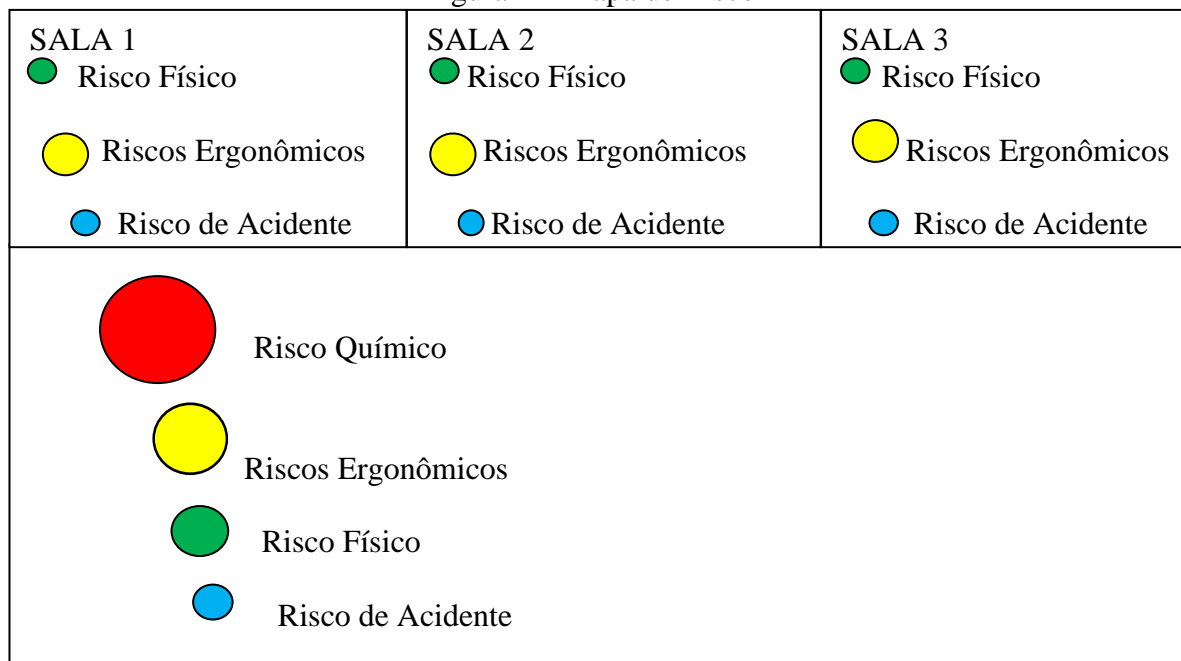 SALA 1
Risco Físico
Riscos Ergonômicos
Risco de Acidente
SALA 2
Risco Físico
Riscos Ergonômicos
Risco de Acidente
SALA 3
Risco Físico
Riscos Ergonômicos
Risco de Acidente
Risco Químico
Riscos Ergonômicos
Risco Físico
Risco de Acidente